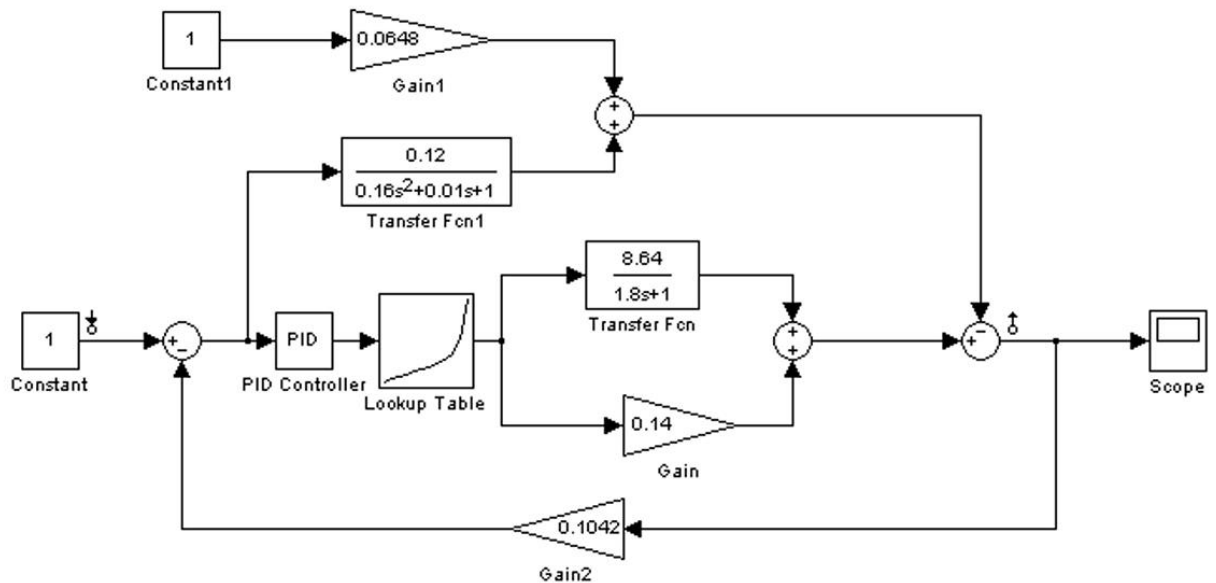 1
Constant1
0.0648
Gain1
+
+
0.12
0.16s²+0.01s+1
Transfer Fcn1
8.64
1.8s+1
Transfer Fcn
1
Constant
+
−
PID
PID Controller
Lookup Table
+
+
+
−
Scope
0.14
Gain
0.1042
Gain2